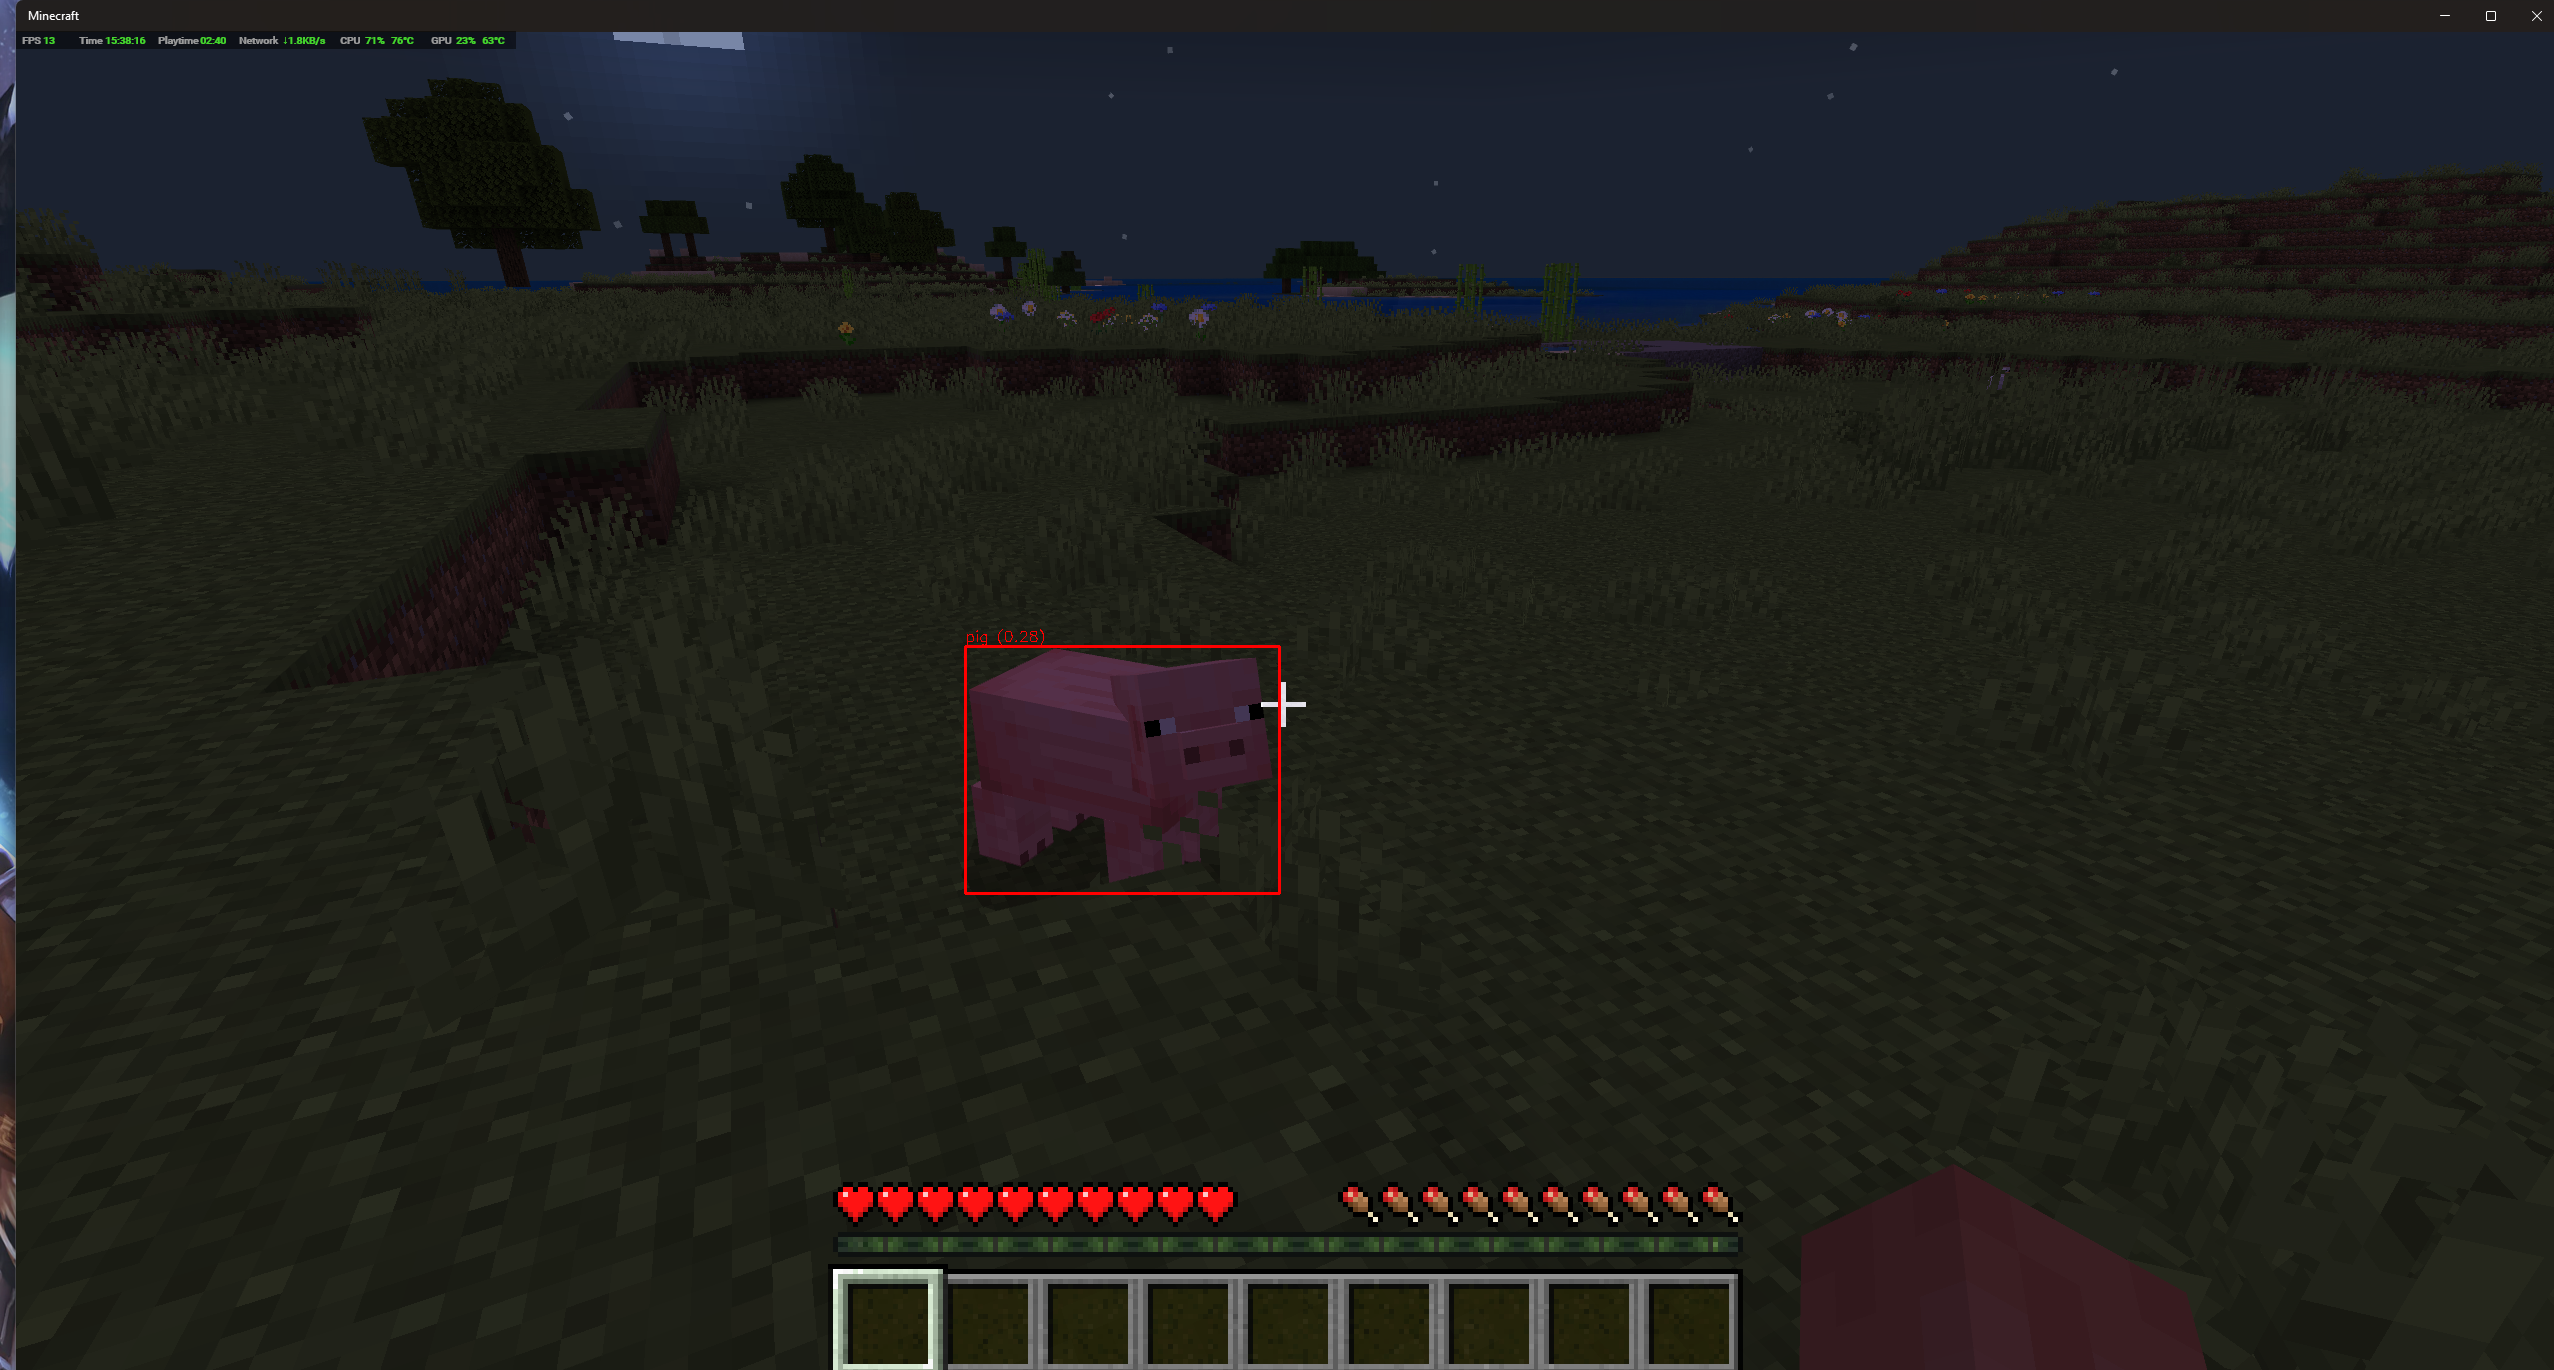 Minecraft
FPS 13 Time 15:38:16 Playtime 02:40 Network ↓1.8KB/s CPU 71% 76°C GPU 23% 63°C
pig (0.28)